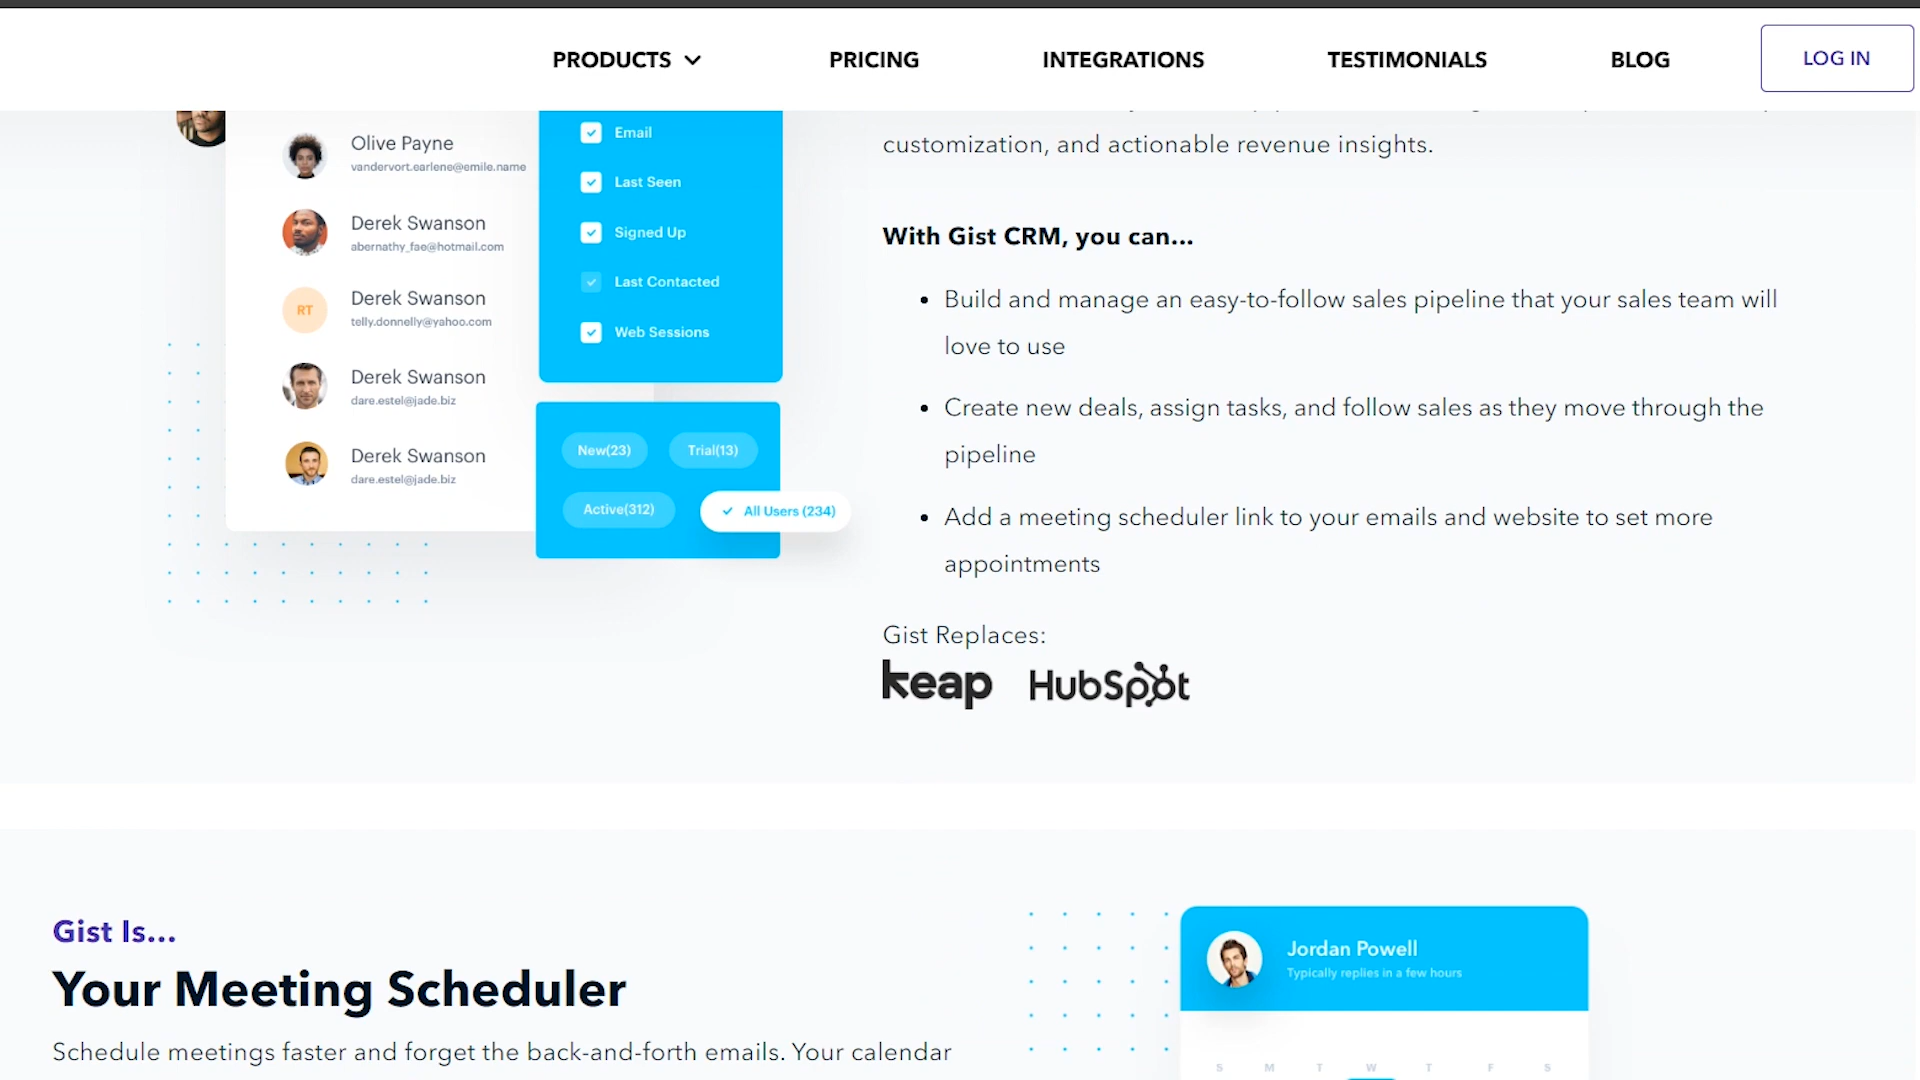 PRODUCTS
PRICING
INTEGRATIONS
TESTIMONIALS
BLOG
LOG IN
Olive Payne
vandervort.earlene@emile.name
Derek Swanson
abernathy_fae@hotmail.com
RT
Derek Swanson
telly.donnelly@yahoo.com
Derek Swanson
dare.estel@jade.biz
Derek Swanson
dare.estel@jade.biz
Email
Last Seen
Signed Up
Last Contacted
Web Sessions
New(23)
Trial(13)
Active(312)
All Users (234)
customization, and actionable revenue insights.
With Gist CRM, you can...
• Build and manage an easy-to-follow sales pipeline that your sales team will
love to use
• Create new deals, assign tasks, and follow sales as they move through the
pipeline
• Add a meeting scheduler link to your emails and website to set more
appointments
Gist Replaces:
keap HubSpot
Gist Is...
Your Meeting Scheduler
Schedule meetings faster and forget the back-and-forth emails. Your calendar
Jordan Powell
Typically replies in a few hours
S M T W T F S